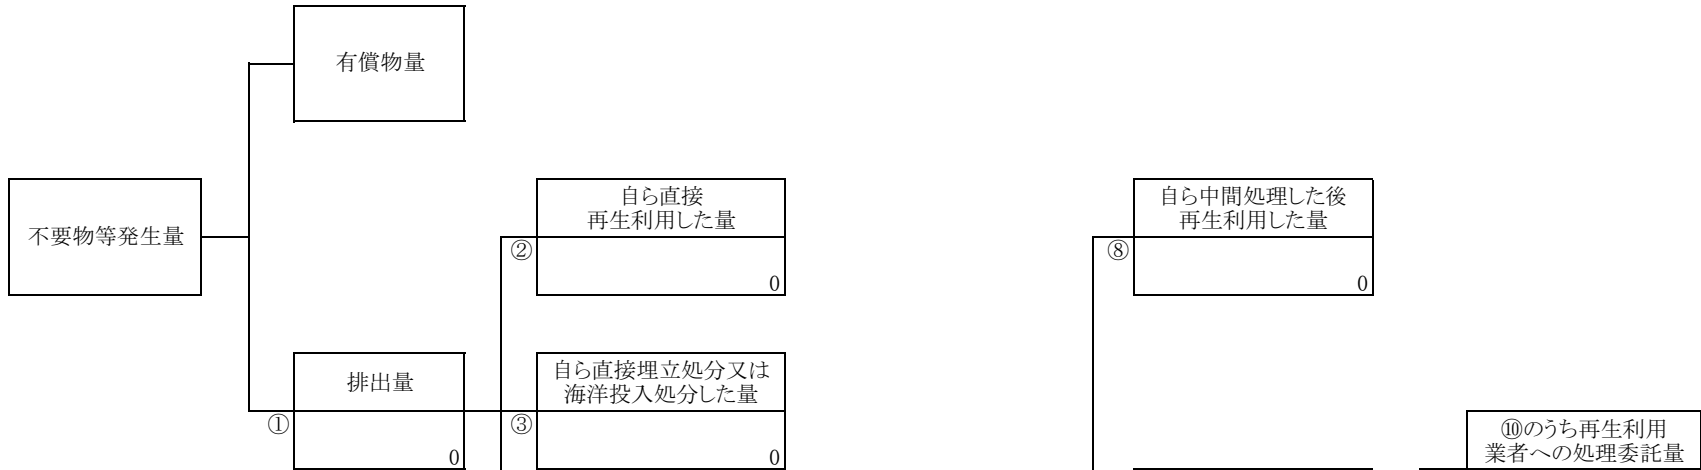 有償物量
不要物等発生量
自ら直接
再生利用した量
②
0
自ら中間処理した後
再生利用した量
⑧
0
排出量
①
0
自ら直接埋立処分又は
海洋投入処分した量
③
0
⑩のうち再生利用
業者への処理委託量